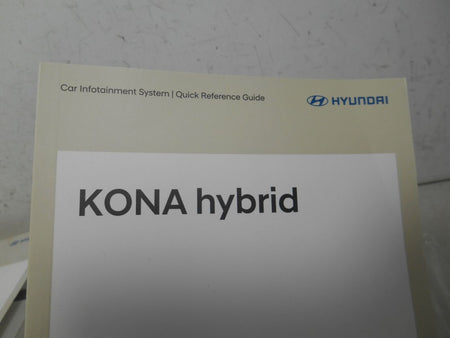 Car Infotainment System | Quick Reference Guide
HYUNDAI
KONA hybrid